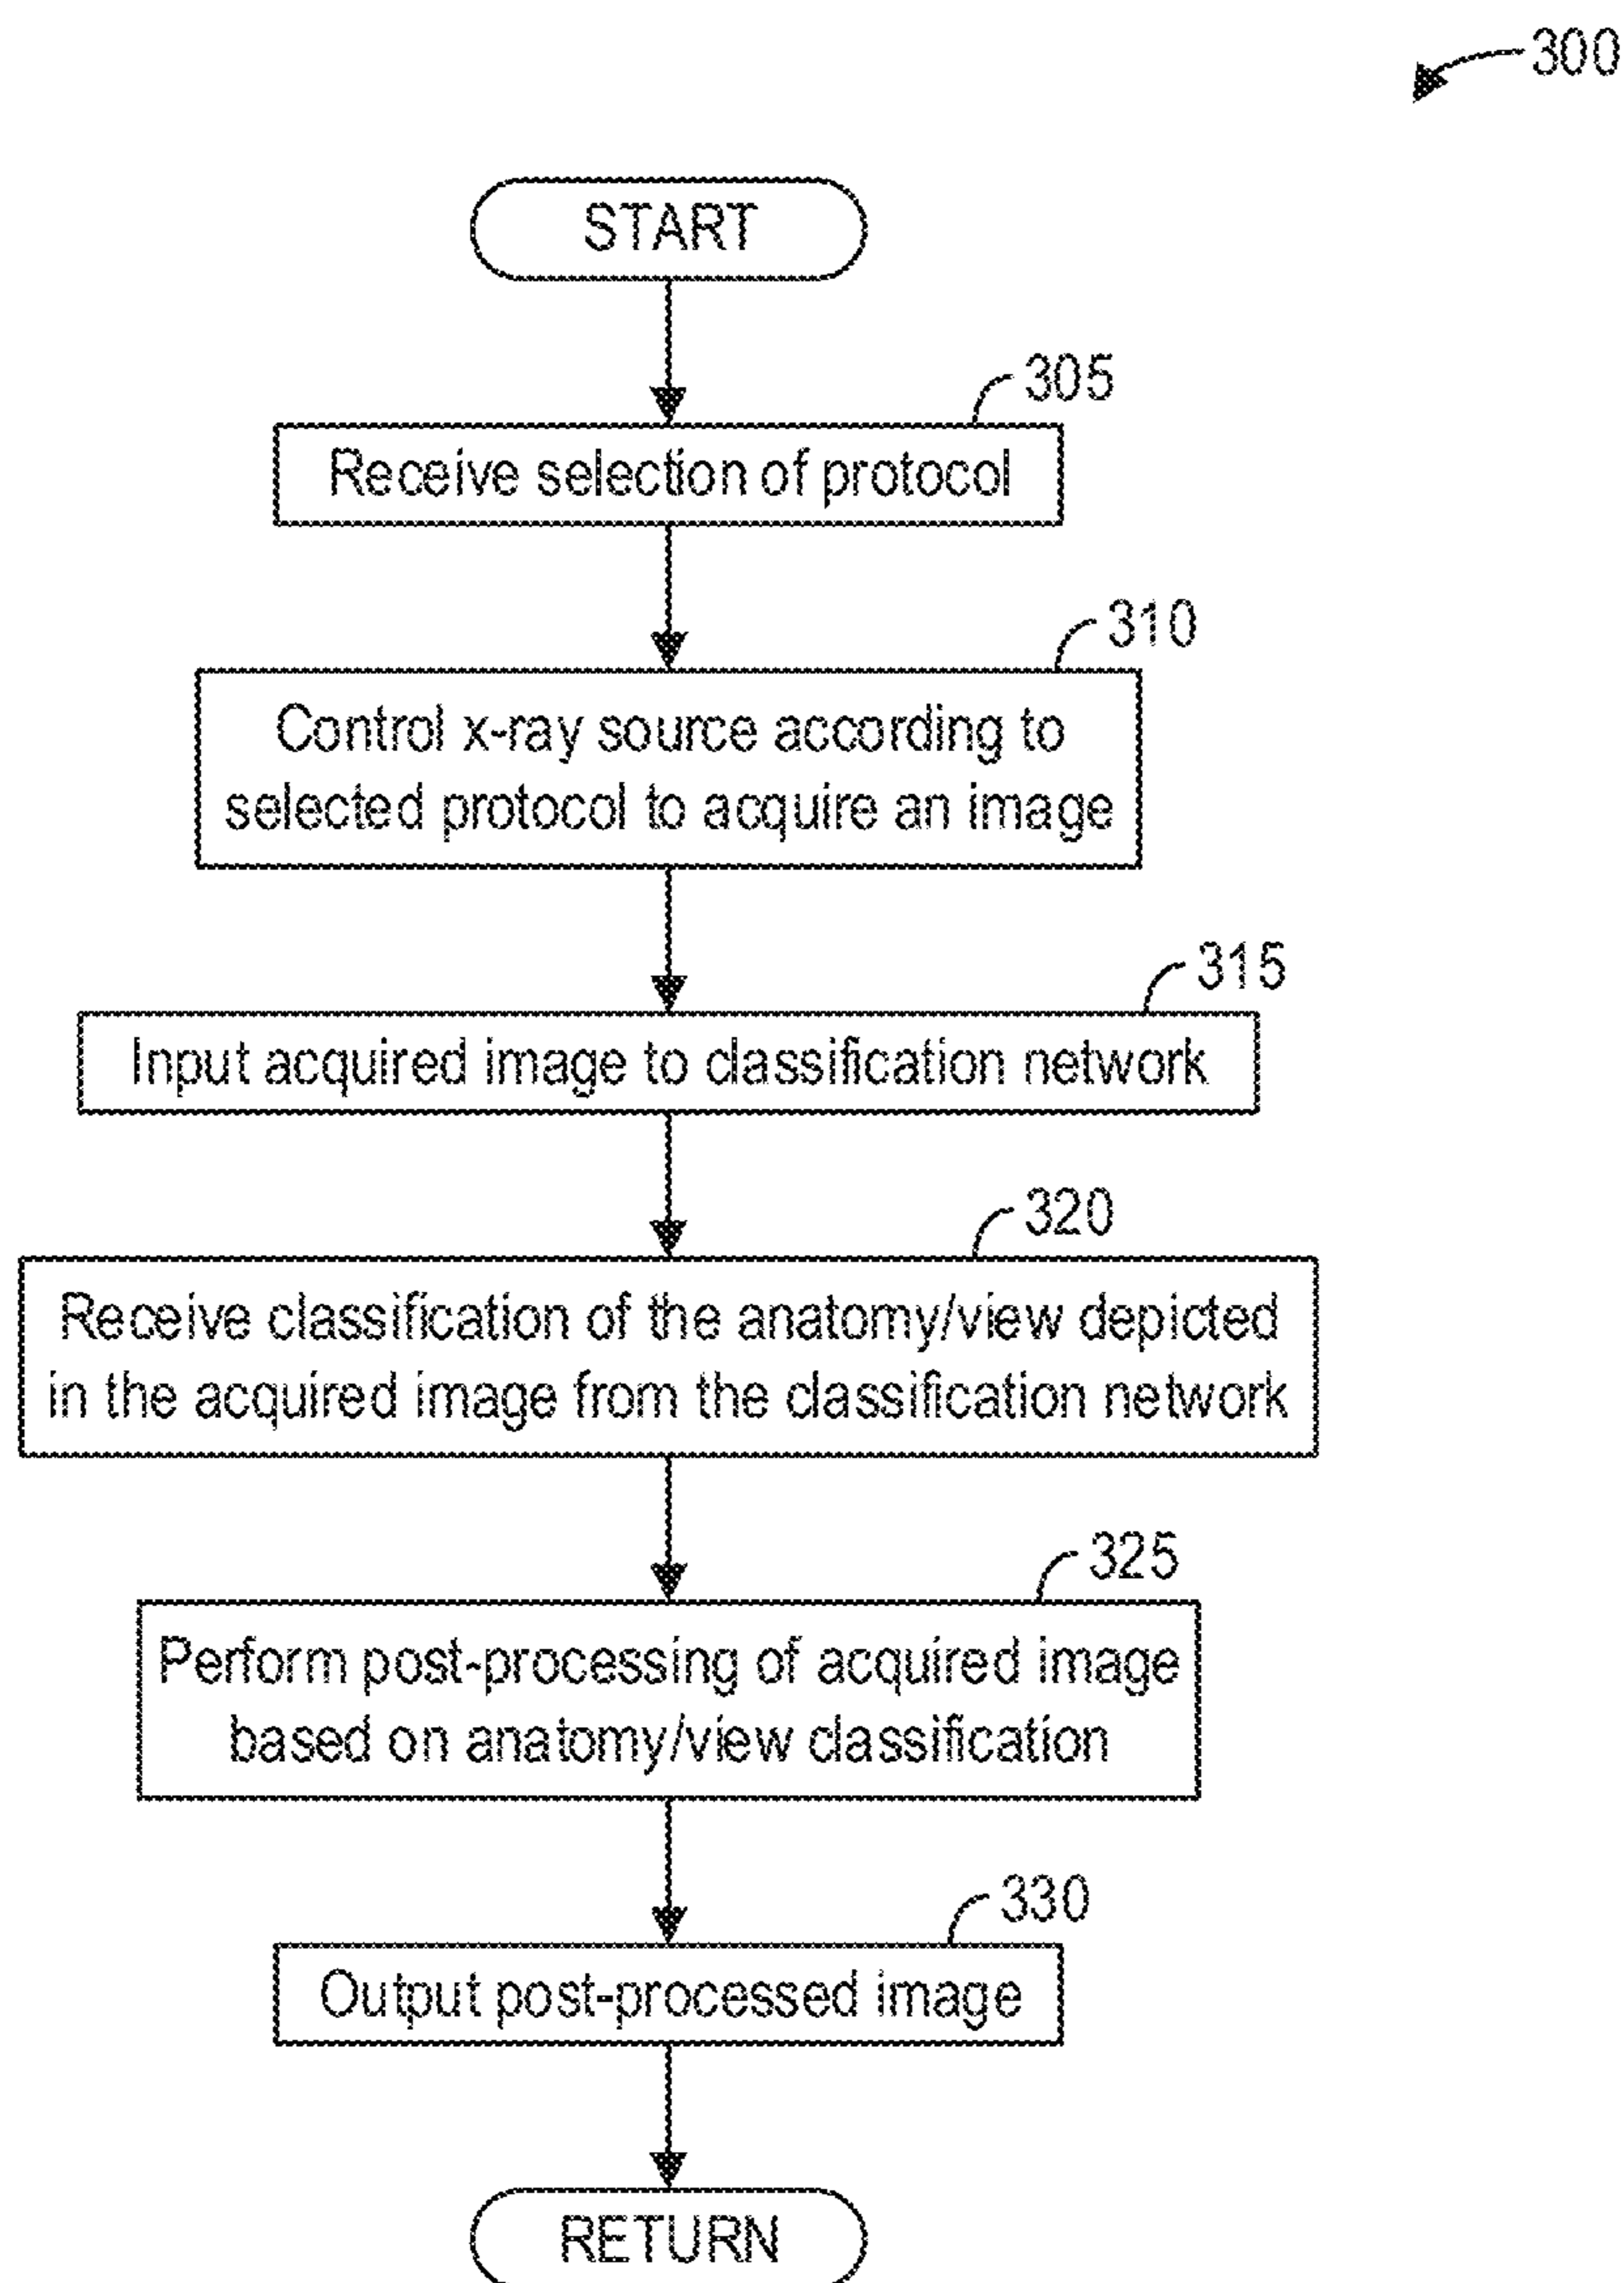 300
START
305
Receive selection of protocol
310
Control x-ray source according to
selected protocol to acquire an image
315
Input acquired image to classification network
320
Receive classification of the anatomy/view depicted
in the acquired image from the classification network
325
Perform post-processing of acquired image
based on anatomy/view classification
330
Output post-processed image
RETURN